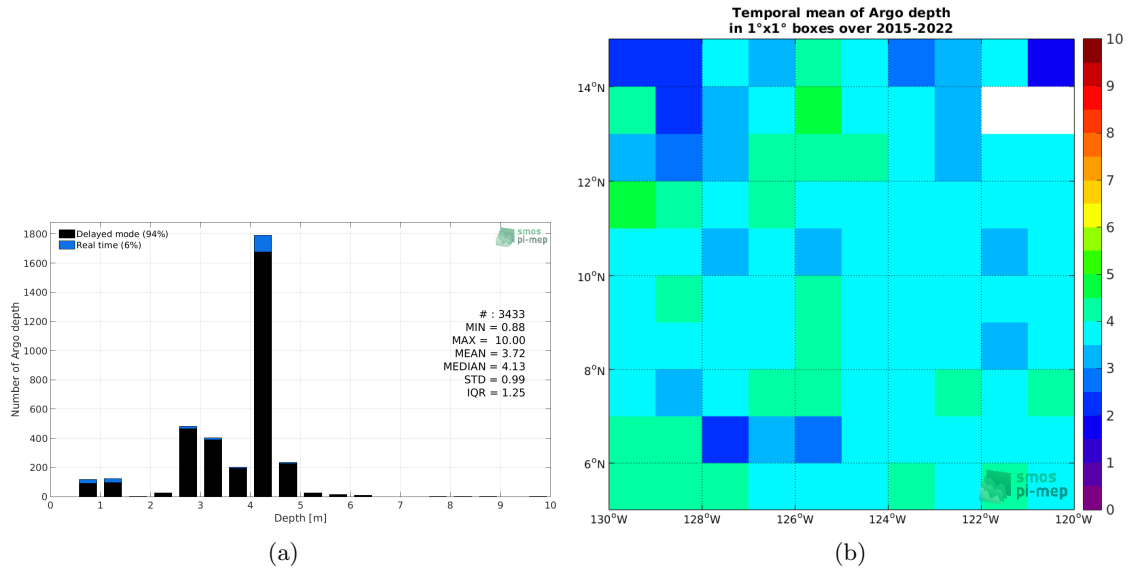 Temporal mean of Argo depth
in 1°x1° boxes over 2015-2022
Delayed mode (94%)
Real time (6%)
smos
pi-mep
# : 3433
MIN = 0.88
MAX = 10.00
MEAN = 3.72
MEDIAN = 4.13
STD = 0.99
IQR = 1.25
Number of Argo depth
1800
1600
1400
1200
1000
800
600
400
200
0
0 1 2 3 4 5 6 7 8 9 10
Depth [m]
(a)
14°N
12°N
10°N
8°N
6°N
130°W 128°W 126°W 124°W 122°W 120°W
smos
pi-mep
10
9
8
7
6
5
4
3
2
1
0
(b)